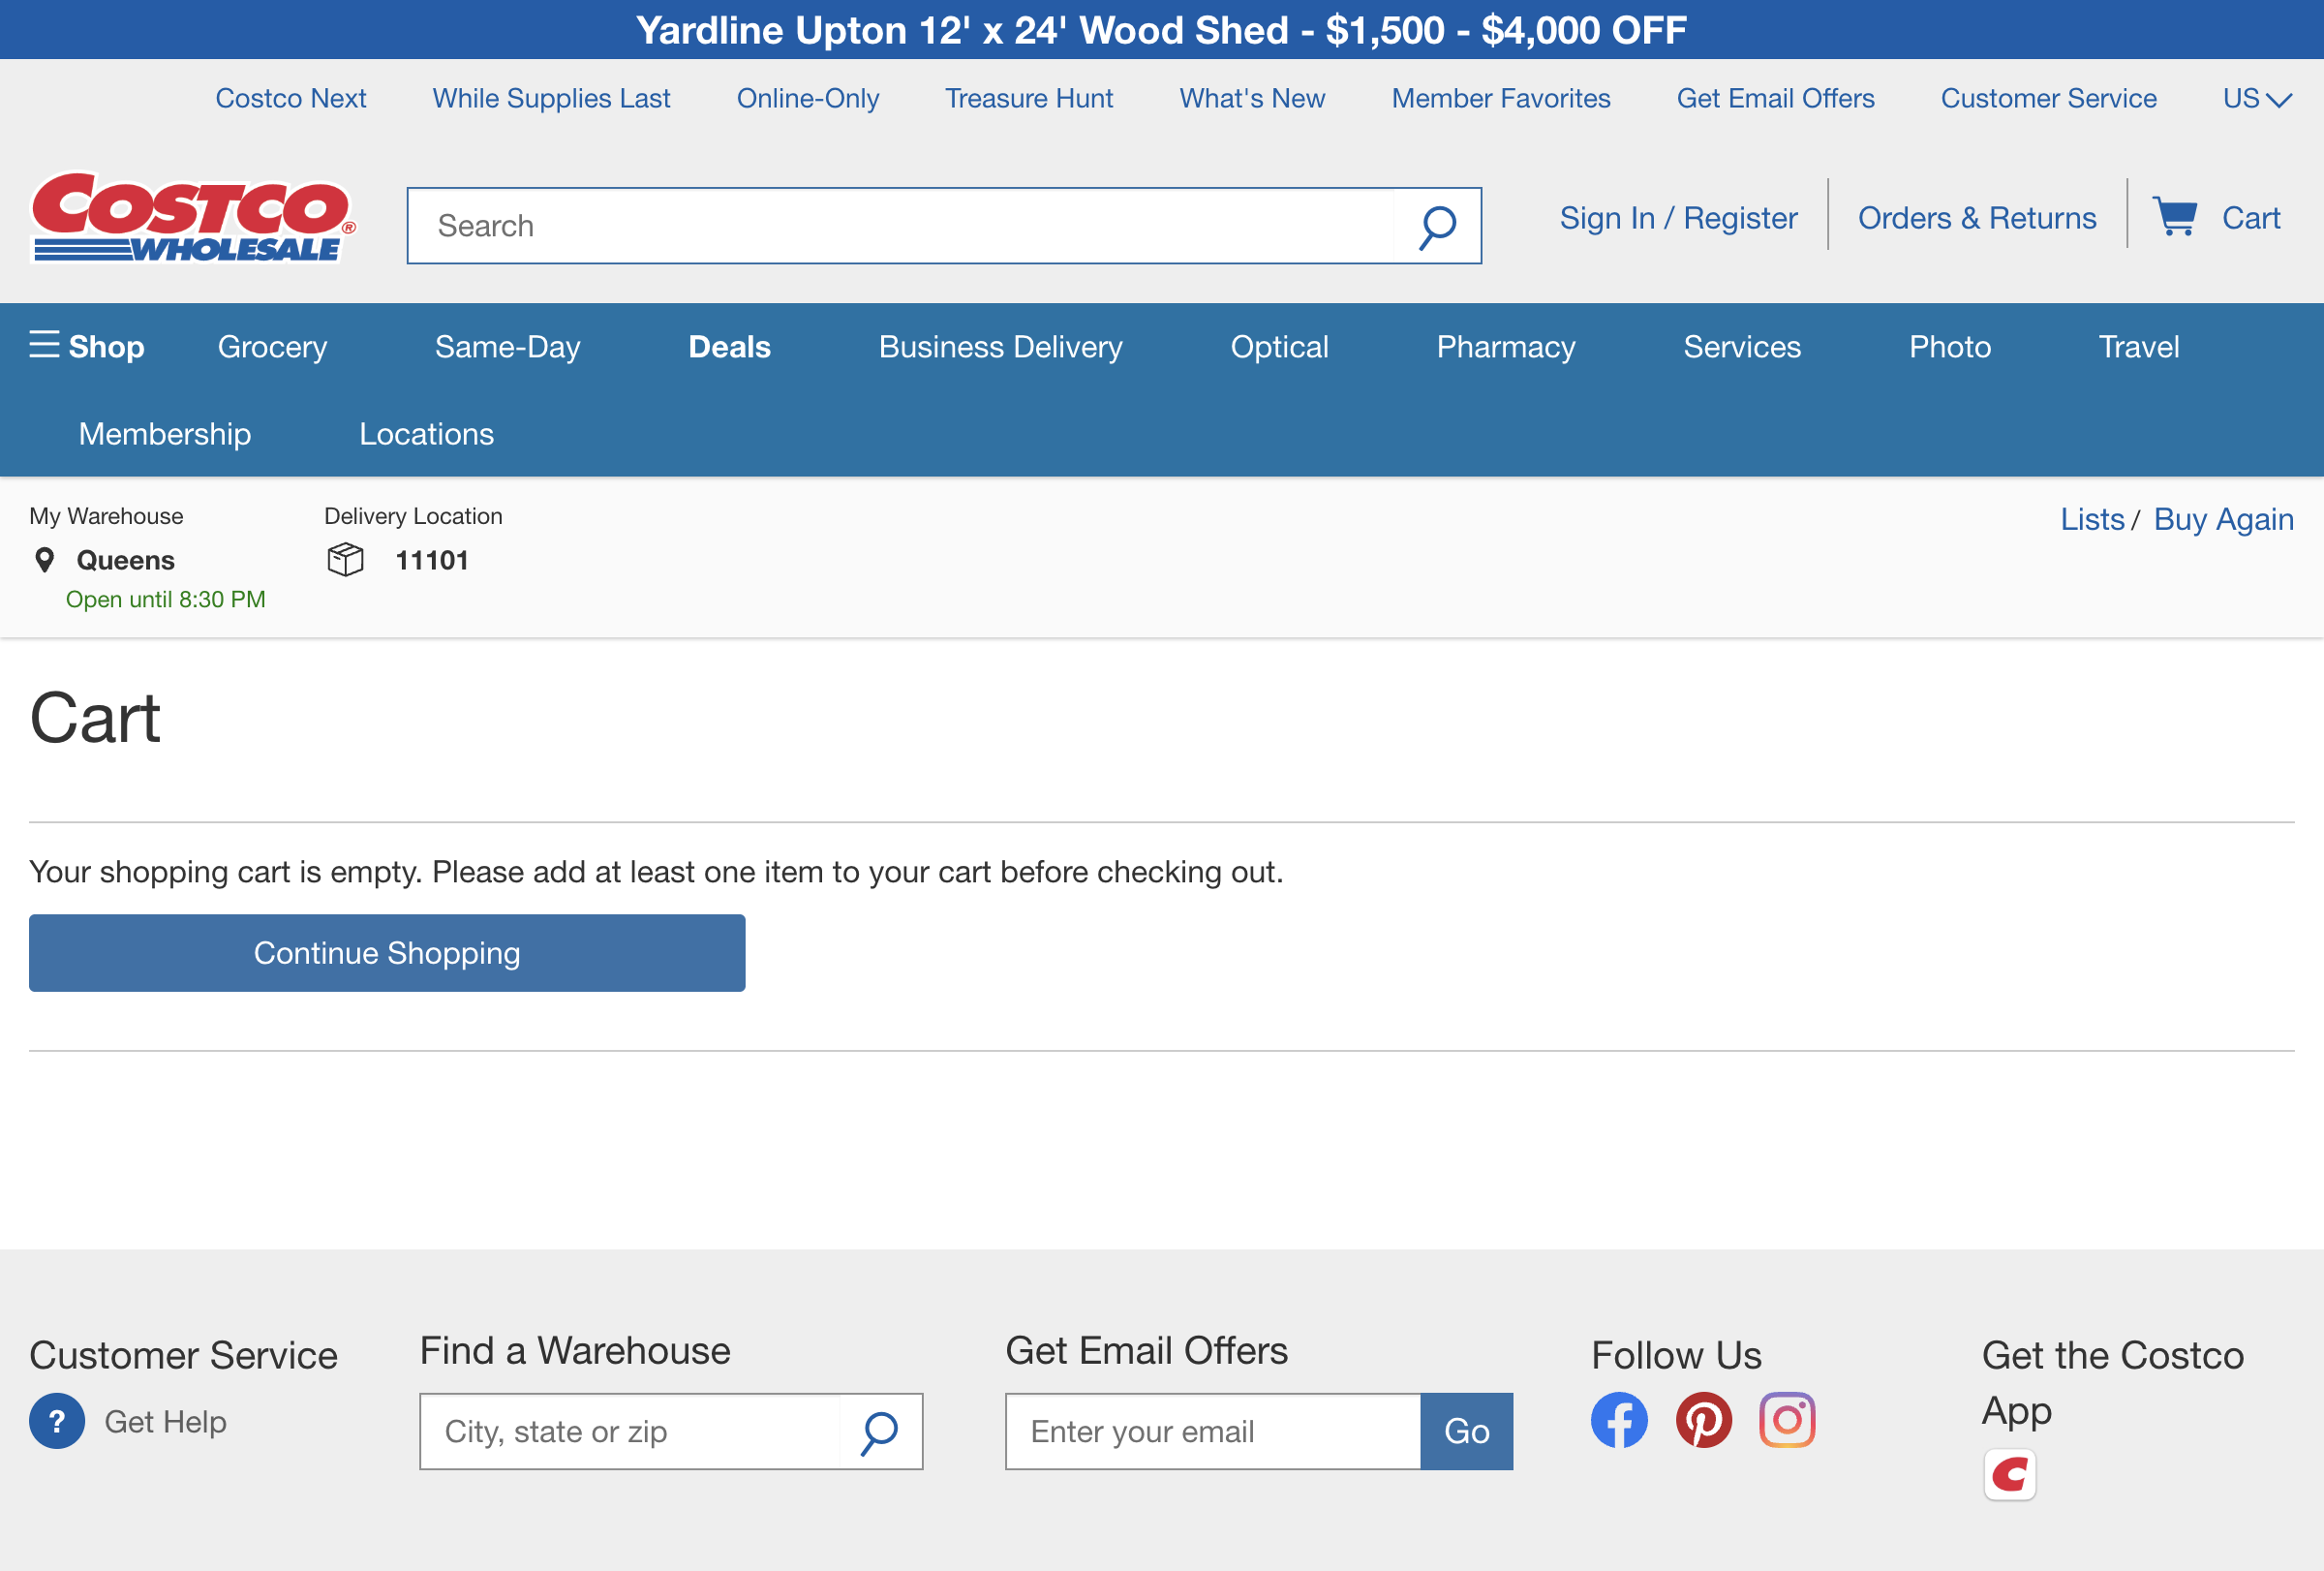 Yardline Upton 12' x 24' Wood Shed - $1,500 - $4,000 OFF
Costco Next While Supplies Last Online-Only Treasure Hunt What's New Member Favorites Get Email Offers Customer Service US
COSTCO®
WHOLESALE
Search
Sign In / Register Orders & Returns Cart
Shop Grocery Same-Day Deals Business Delivery Optical Pharmacy Services Photo Travel
Membership Locations
My Warehouse Delivery Location
Lists / Buy Again
Queens 11101
Open until 8:30 PM
Cart
Your shopping cart is empty. Please add at least one item to your cart before checking out.
Continue Shopping
Customer Service
? Get Help
Find a Warehouse
City, state or zip
Get Email Offers
Enter your email Go
Follow Us
Get the Costco
App